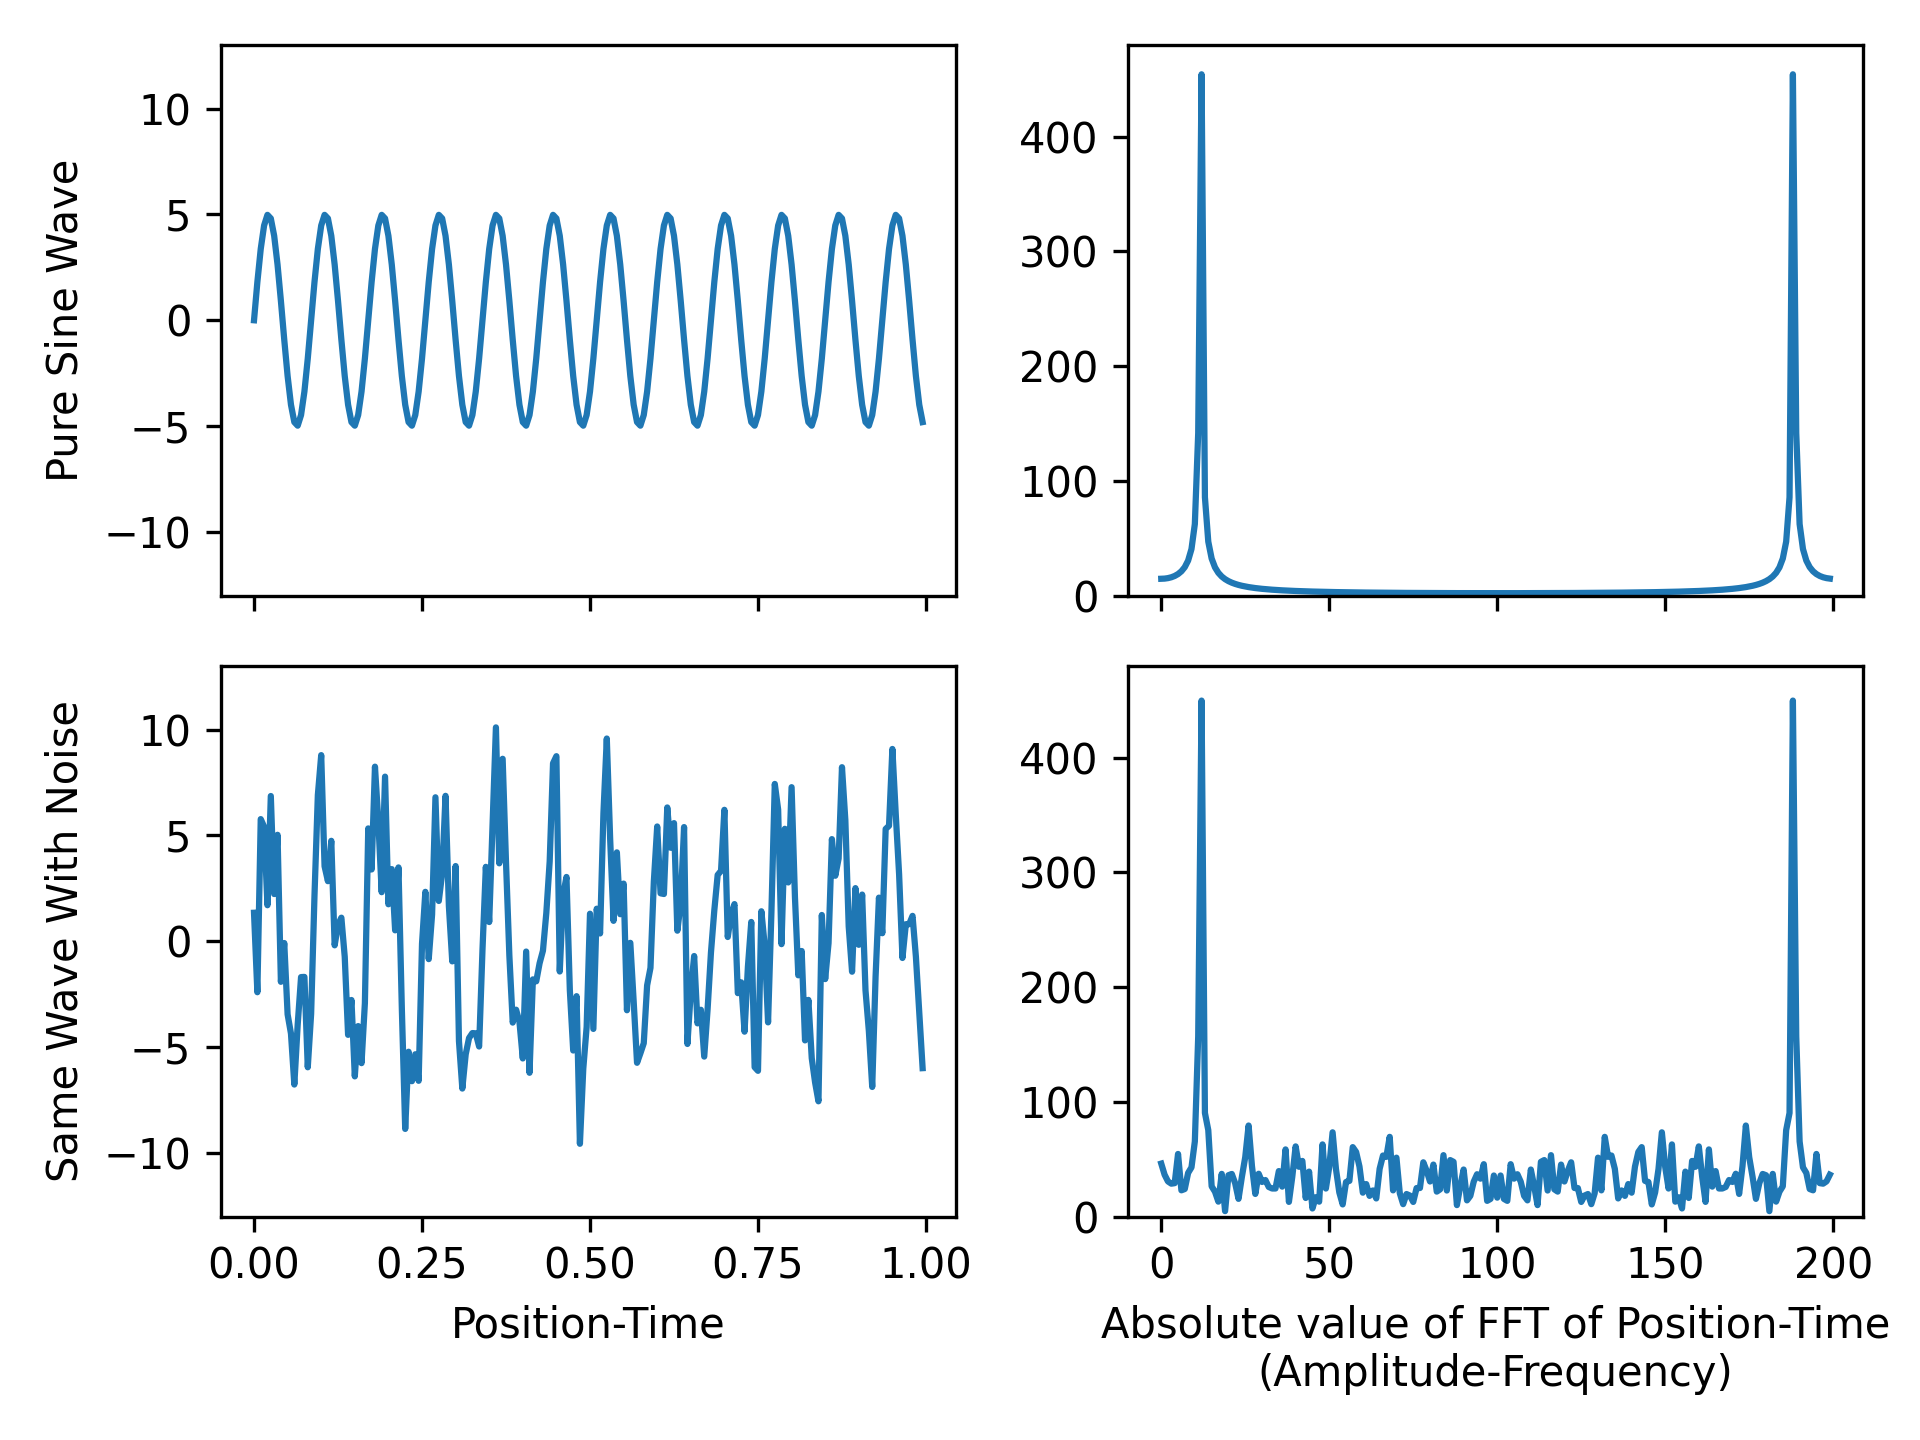 Pure Sine Wave
10
5
0
−5
−10
400
300
200
100
0
Same Wave With Noise
10
5
0
−5
−10
0.00 0.25 0.50 0.75 1.00
Position-Time
400
300
200
100
0
0 50 100 150 200
Absolute value of FFT of Position-Time
(Amplitude-Frequency)